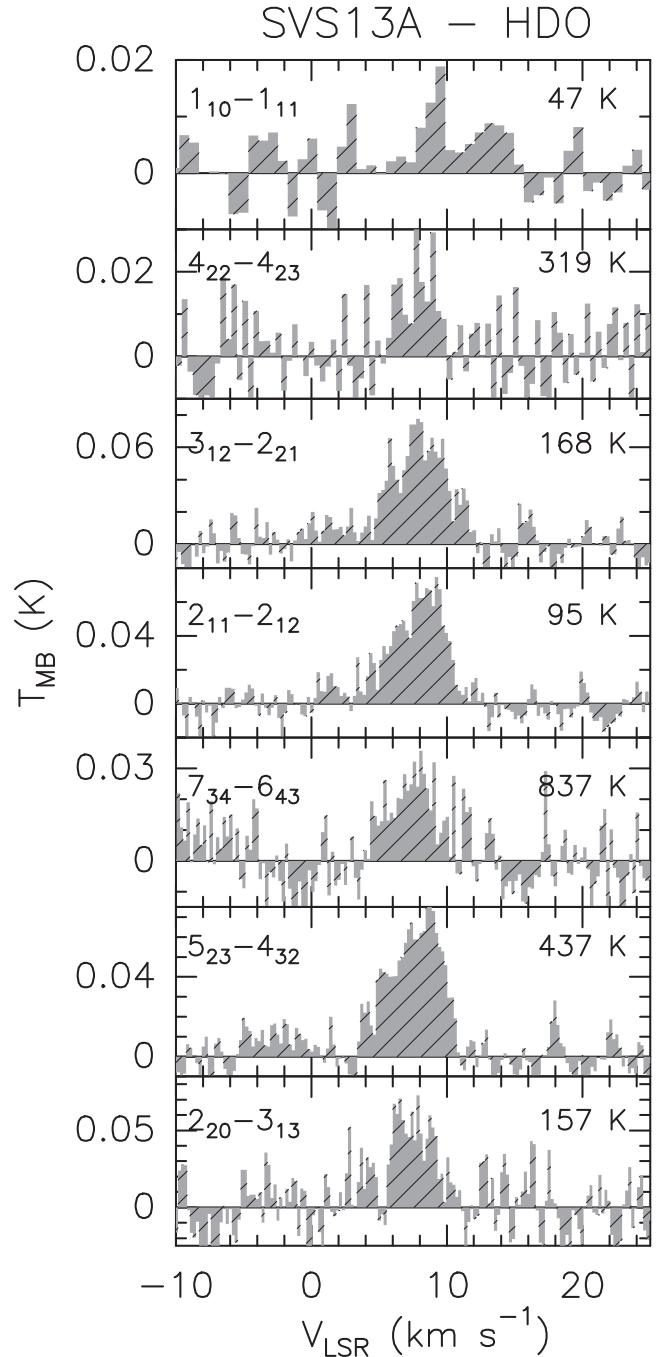 SVS13A – HDO
0.02
1₁₀–1₁₁ 47 K
0
0.02
4₂₂–4₂₃ 319 K
0
0.06
3₁₂–2₂₁ 168 K
0
2₁₁–2₁₂ 95 K
0.04
0
T_MB (K)
0.03
7₃₄–6₄₃ 837 K
0
5₂₃–4₃₂ 437 K
0.04
0
2₂₀–3₁₃ 157 K
0.05
0
−10 0 10 20
V_LSR (km s⁻¹)